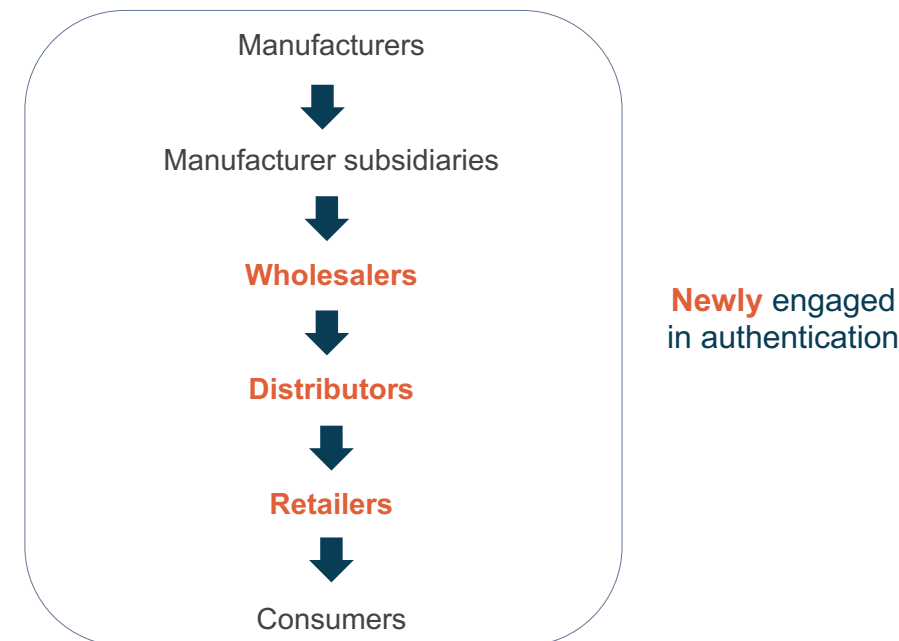 Manufacturers
Manufacturer subsidiaries
Wholesalers
Newly engaged
in authentication
Distributors
Retailers
Consumers